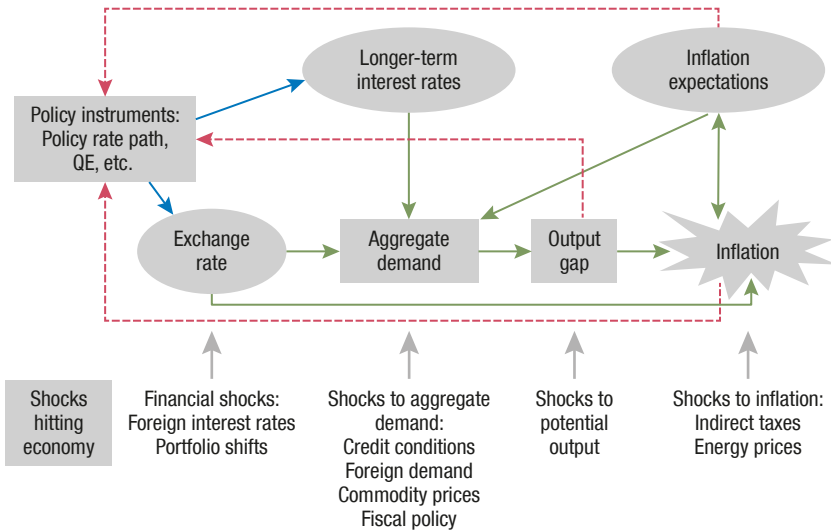 Longer-term
interest rates
Inflation
expectations
Policy instruments:
Policy rate path,
QE, etc.
Exchange
rate
Aggregate
demand
Output
gap
Inflation
Shocks
hitting
economy
Financial shocks:
Foreign interest rates
Portfolio shifts
Shocks to aggregate
demand:
Credit conditions
Foreign demand
Commodity prices
Fiscal policy
Shocks to
potential
output
Shocks to inflation:
Indirect taxes
Energy prices